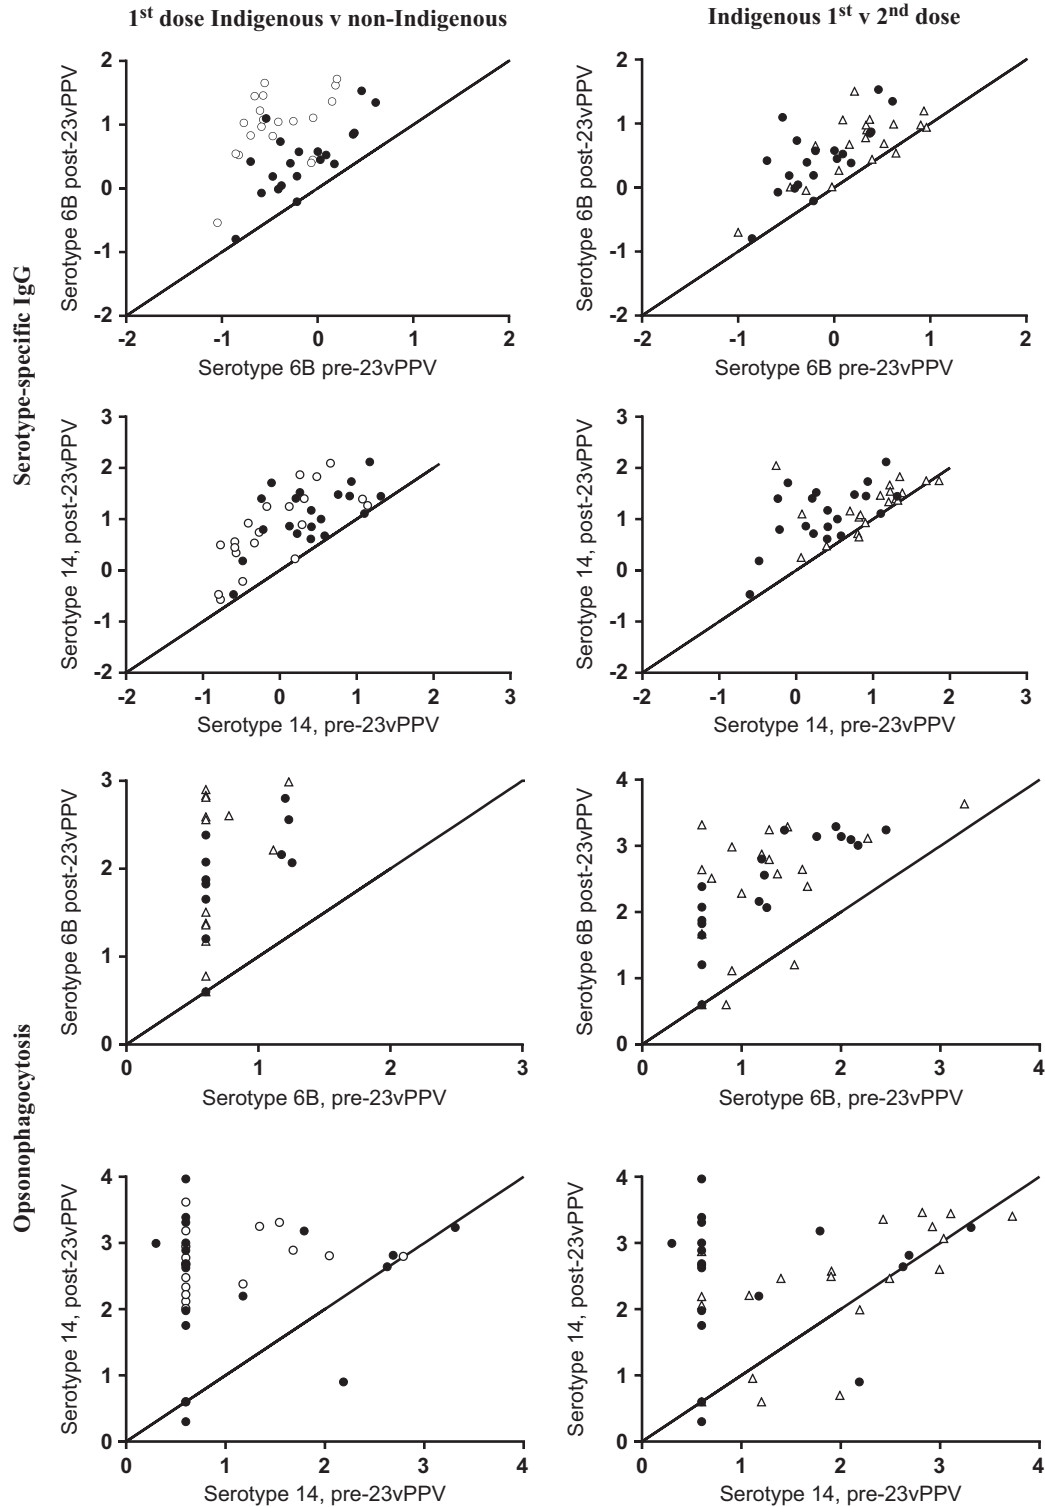 1st dose Indigenous v non-Indigenous
Indigenous 1st v 2nd dose
Serotype-specific IgG
Serotype 6B post-23vPPV
2
1
0
-1
-2
-2 -1 0 1 2
Serotype 6B pre-23vPPV
Serotype 6B post-23vPPV
2
1
0
-1
-2
-2 -1 0 1 2
Serotype 6B pre-23vPPV
Serotype 14, post-23vPPV
3
2
1
0
-1
-2
-2 -1 0 1 2 3
Serotype 14, pre-23vPPV
Serotype 14, post-23vPPV
3
2
1
0
-1
-2
-2 -1 0 1 2 3
Serotype 14, pre-23vPPV
Opsonophagocytosis
Serotype 6B post-23vPPV
3
2
1
0
0 1 2 3
Serotype 6B, pre-23vPPV
Serotype 6B post-23vPPV
4
3
2
1
0
0 1 2 3 4
Serotype 6B, pre-23vPPV
Serotype 14, post-23vPPV
4
3
2
1
0
0 1 2 3 4
Serotype 14, pre-23vPPV
Serotype 14, post-23vPPV
4
3
2
1
0
0 1 2 3 4
Serotype 14, pre-23vPPV